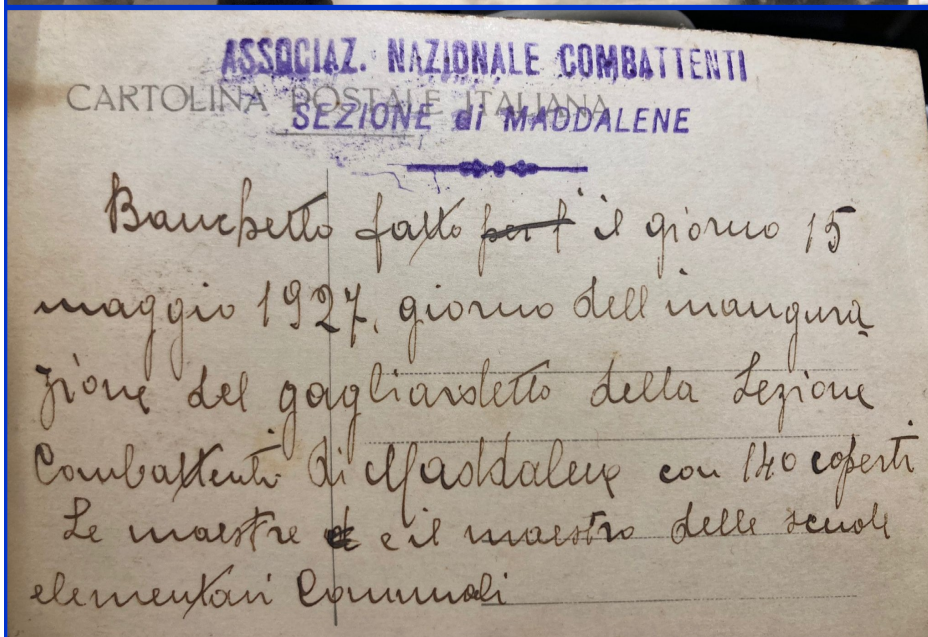 ASSOCIAZ. NAZIONALE COMBATTENTI
CARTOLINA POSTALE ITALIANA
SEZIONE di MADDALENE
Banchetto fatto per l' il giorno 15
maggio 1927, giorno dell inaugura
zione del gagliardetto della Sezione
Combattenti di Maddalene con 140 coperti
Le maestre e il maestro delle scuole
elementari Comunali